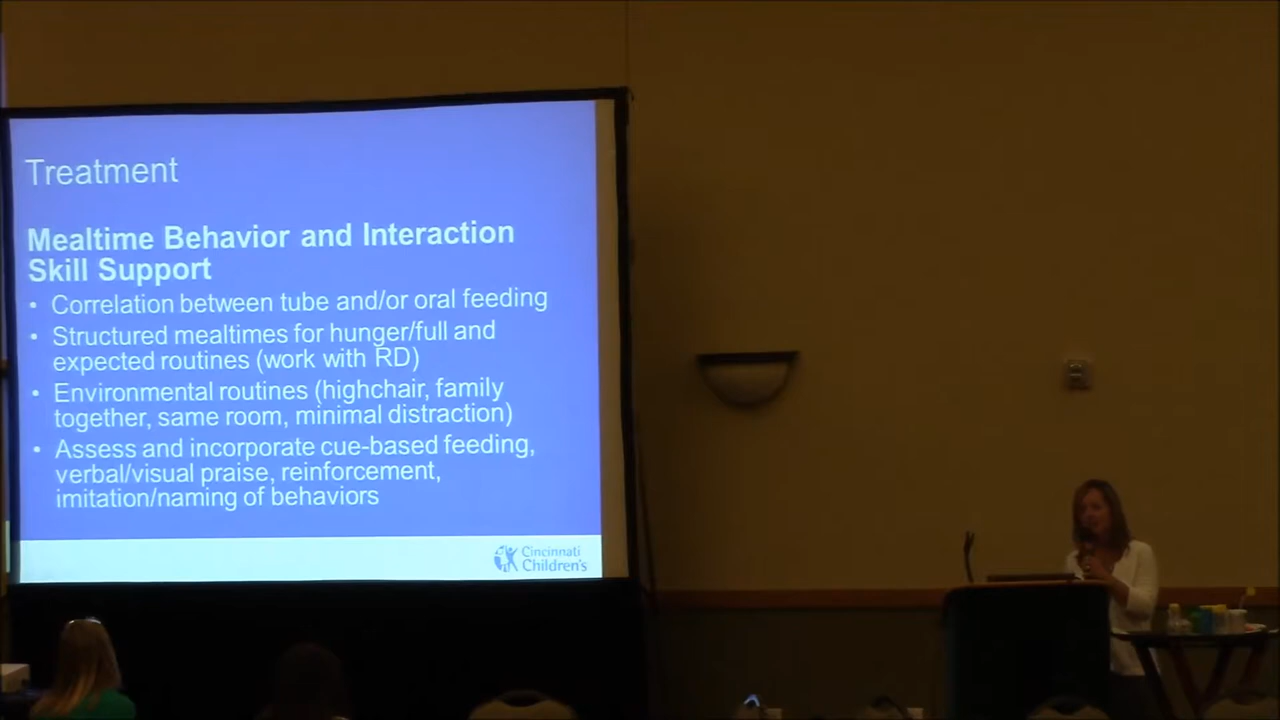 Treatment
Mealtime Behavior and Interaction
Skill Support
• Correlation between tube and/or oral feeding
• Structured mealtimes for hunger/full and
expected routines (work with RD)
• Environmental routines (highchair, family
together, same room, minimal distraction)
• Assess and incorporate cue-based feeding,
verbal/visual praise, reinforcement,
imitation/naming of behaviors
Cincinnati
Children's